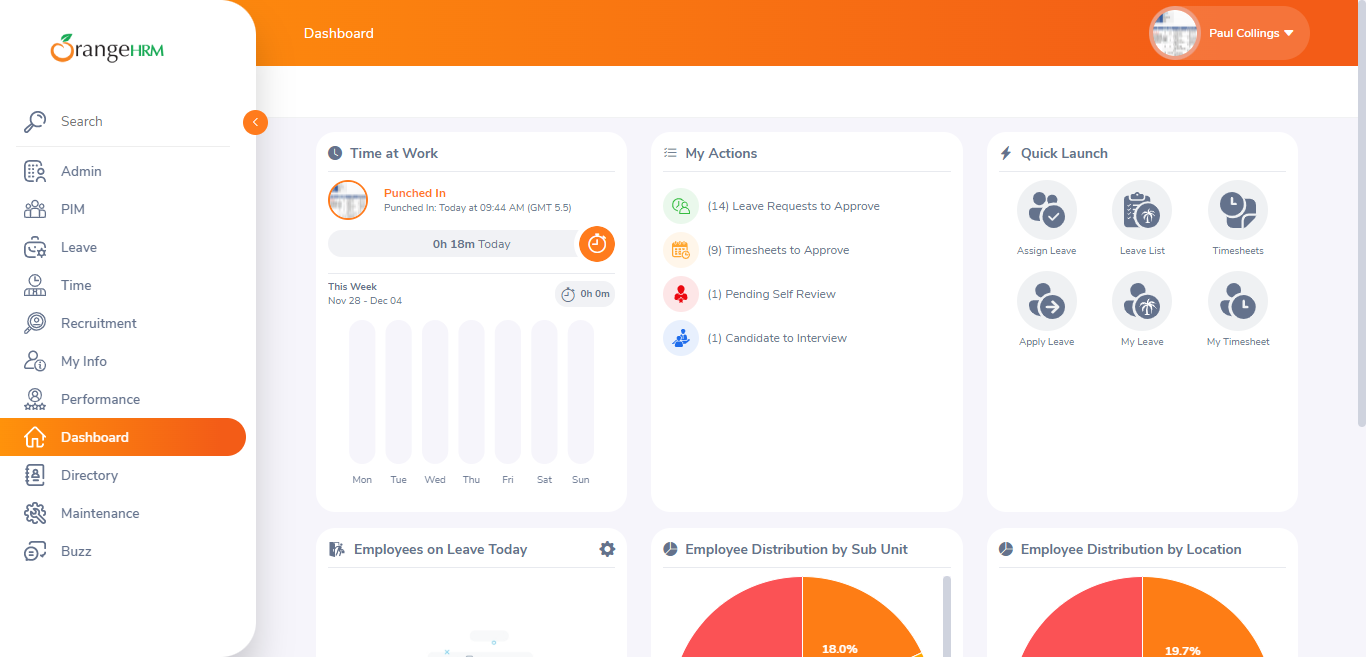 OrangeHRM
Dashboard
Paul Collings
Search
Admin
PIM
Leave
Time
Recruitment
My Info
Performance
Dashboard
Directory
Maintenance
Buzz
Time at Work
Punched In
Punched In: Today at 09:44 AM (GMT 5.5)
0h 18m Today
This Week
Nov 28 - Dec 04
0h 0m
Mon Tue Wed Thu Fri Sat Sun
My Actions
(14) Leave Requests to Approve
(9) Timesheets to Approve
(1) Pending Self Review
(1) Candidate to Interview
Quick Launch
Assign Leave Leave List Timesheets
Apply Leave My Leave My Timesheet
Employees on Leave Today
Employee Distribution by Sub Unit
18.0%
Employee Distribution by Location
19.7%